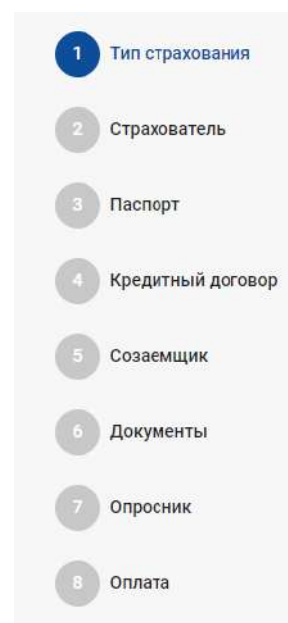 1 Тип страхования
2 Страхователь
3 Паспорт
4 Кредитный договор
5 Созаемщик
6 Документы
7 Опросник
8 Оплата